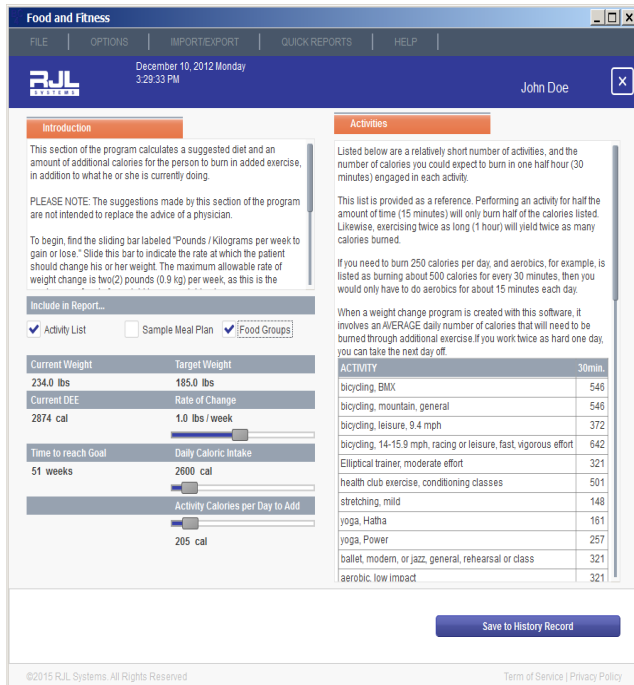 Food and Fitness
FILE OPTIONS IMPORT/EXPORT QUICK REPORTS HELP
RJL
SYSTEMS
December 10, 2012 Monday
3:29:33 PM
John Doe
X
Introduction
This section of the program calculates a suggested diet and an
amount of additional calories for the person to burn in added exercise,
in addition to what he or she is currently doing.
PLEASE NOTE: The suggestions made by this section of the program
are not intended to replace the advice of a physician.
To begin, find the sliding bar labeled "Pounds / Kilograms per week to
gain or lose." Slide this bar to indicate the rate at which the patient
should change his or her weight. The maximum allowable rate of
weight change is two(2) pounds (0.9 kg) per week, as this is the
Include in Report...
Activity List Sample Meal Plan Food Groups
Current Weight Target Weight
234.0 lbs 185.0 lbs
Current DEE Rate of Change
2874 cal 1.0 lbs / week
Time to reach Goal Daily Caloric Intake
51 weeks 2600 cal
Activity Calories per Day to Add
205 cal
Activities
Listed below are a relatively short number of activities, and the
number of calories you could expect to burn in one half hour (30
minutes) engaged in each activity.
This list is provided as a reference. Performing an activity for half the
amount of time (15 minutes) will only burn half of the calories listed.
Likewise, exercising twice as long (1 hour) will yield twice as many
calories burned.
If you need to burn 250 calories per day, and aerobics, for example, is
listed as burning about 500 calories for every 30 minutes, then you
would only have to do aerobics for about 15 minutes each day.
When a weight change program is created with this software, it
involves an AVERAGE daily number of calories that will need to be
burned through additional exercise.If you work twice as hard one day,
you can take the next day off.
ACTIVITY 30min.
bicycling, BMX 546
bicycling, mountain, general 546
bicycling, leisure, 9.4 mph 372
bicycling, 14-15.9 mph, racing or leisure, fast, vigorous effort 642
Elliptical trainer, moderate effort 321
health club exercise, conditioning classes 501
stretching, mild 148
yoga, Hatha 161
yoga, Power 257
ballet, modern, or jazz, general, rehearsal or class 321
aerobic, low impact 321
Save to History Record
©2015 RJL Systems. All Rights Reserved
Term of Service | Privacy Policy